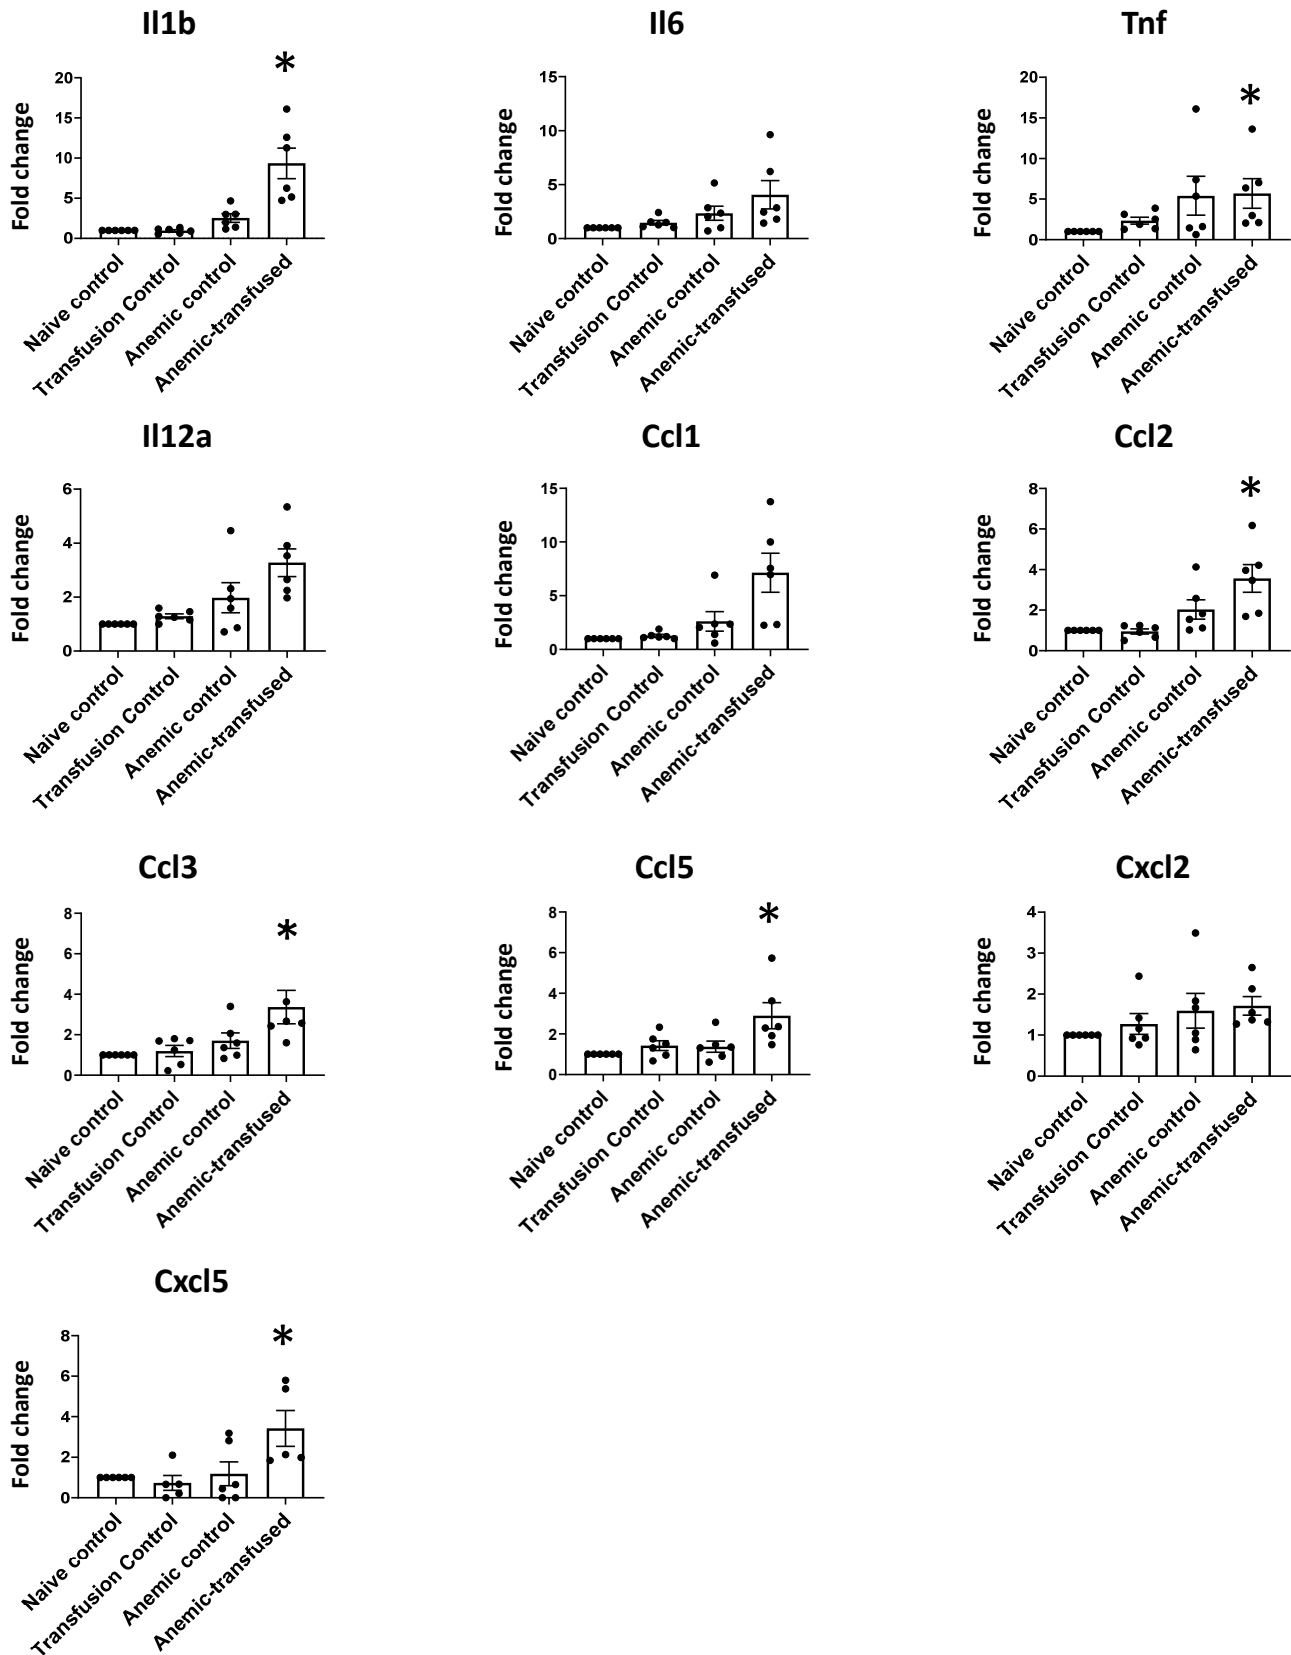 Il1b
Il6
Tnf
*
Fold change
20
15
10
5
0
Naive control
Transfusion Control
Anemic control
Anemic-transfused
Fold change
15
10
5
0
Naive control
Transfusion Control
Anemic control
Anemic-transfused
*
Fold change
20
15
10
5
0
Naive control
Transfusion Control
Anemic control
Anemic-transfused
Il12a
Ccl1
Ccl2
Fold change
6
4
2
0
Naive control
Transfusion Control
Anemic control
Anemic-transfused
Fold change
15
10
5
0
Naive control
Transfusion Control
Anemic control
Anemic-transfused
*
Fold change
8
6
4
2
0
Naive control
Transfusion Control
Anemic control
Anemic-transfused
Ccl3
Ccl5
Cxcl2
*
Fold change
8
6
4
2
0
Naive control
Transfusion Control
Anemic control
Anemic-transfused
*
Fold change
8
6
4
2
0
Naive control
Transfusion Control
Anemic control
Anemic-transfused
Fold change
4
3
2
1
0
Naive control
Transfusion Control
Anemic control
Anemic-transfused
Cxcl5
*
Fold change
8
6
4
2
0
Naive control
Transfusion Control
Anemic control
Anemic-transfused